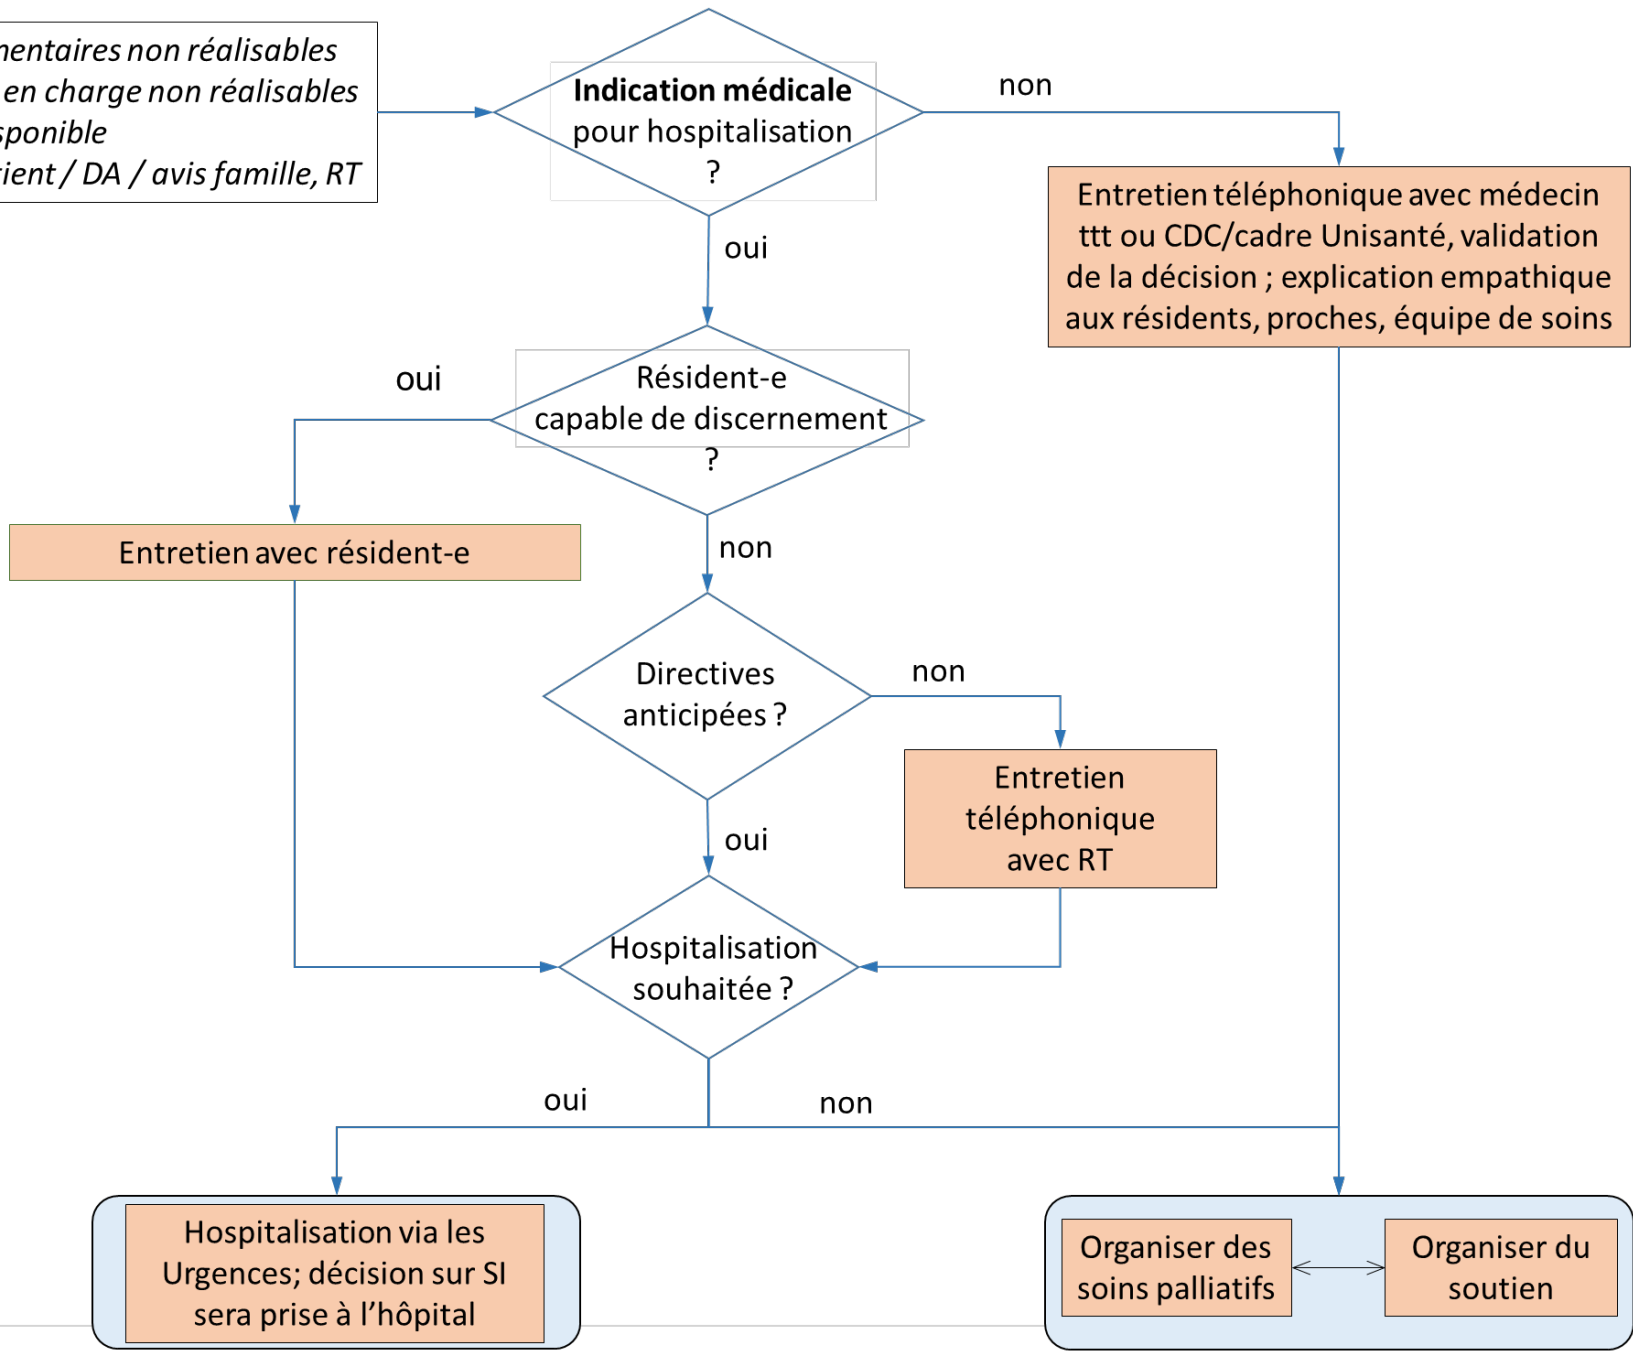 mentaires non réalisables
en charge non réalisables
sponible
ient / DA / avis famille, RT
Indication médicale
pour hospitalisation
?
non
oui
Entretien téléphonique avec médecin
ttt ou CDC/cadre Unisanté, validation
de la décision ; explication empathique
aux résidents, proches, équipe de soins
Résident-e
capable de discernement
?
oui
non
Entretien avec résident-e
Directives
anticipées ?
non
oui
Entretien
téléphonique
avec RT
Hospitalisation
souhaitée ?
oui
non
Hospitalisation via les
Urgences; décision sur SI
sera prise à l’hôpital
Organiser des
soins palliatifs
Organiser du
soutien